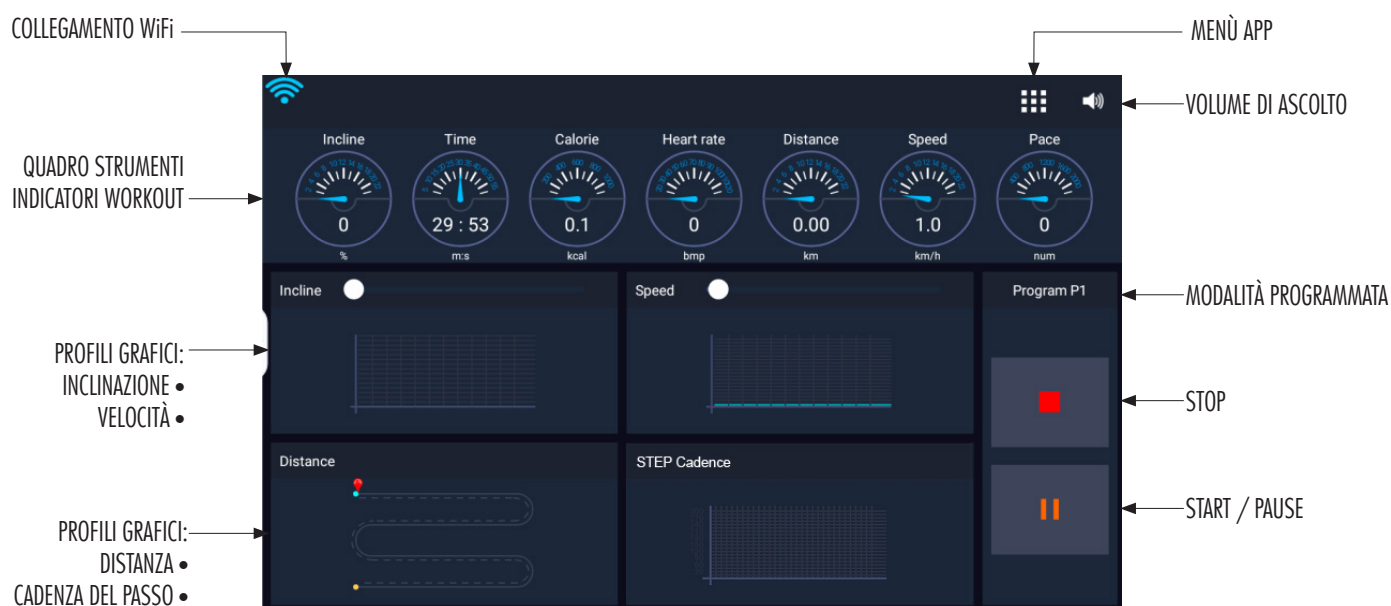 COLLEGAMENTO WiFi
MENÙ APP
VOLUME DI ASCOLTO
QUADRO STRUMENTI
INDICATORI WORKOUT
Incline Time Calorie Heart rate Distance Speed Pace
0 29 : 53 0.1 0 0.00 1.0 0
% m:s kcal bmp km km/h num
Incline
Speed
Program P1
MODALITÀ PROGRAMMATA
PROFILI GRAFICI:
INCLINAZIONE •
VELOCITÀ •
STOP
Distance
STEP Cadence
START / PAUSE
PROFILI GRAFICI:
DISTANZA •
CADENZA DEL PASSO •